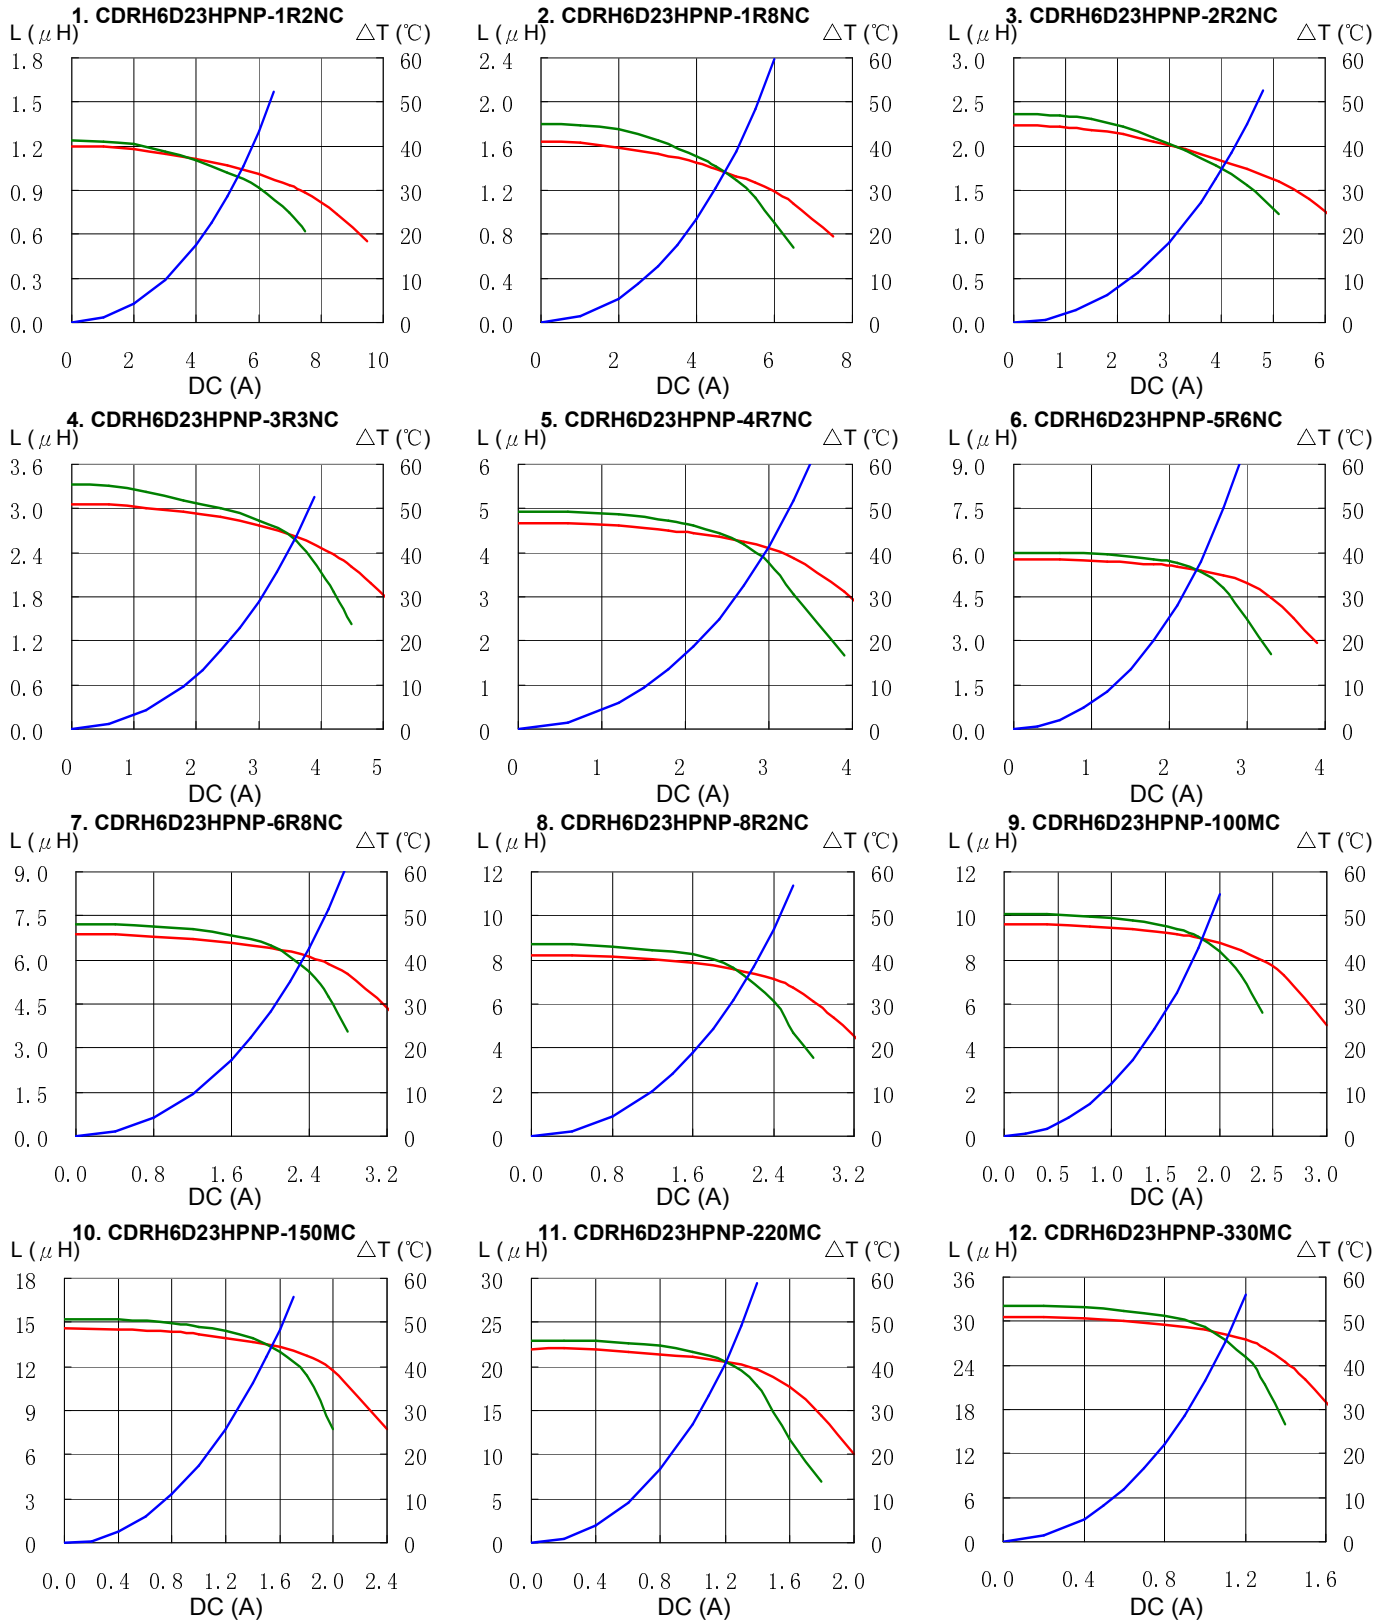 1. CDRH6D23HPNP-1R2NC
L (μH) △T (℃)
1.8 60
1.5 50
1.2 40
0.9 30
0.6 20
0.3 10
0.0 0
0 2 4 6 8 10
DC (A)
2. CDRH6D23HPNP-1R8NC
L (μH) △T (℃)
2.4 60
2.0 50
1.6 40
1.2 30
0.8 20
0.4 10
0.0 0
0 2 4 6 8
DC (A)
3. CDRH6D23HPNP-2R2NC
L (μH) △T (℃)
3.0 60
2.5 50
2.0 40
1.5 30
1.0 20
0.5 10
0.0 0
0 1 2 3 4 5 6
DC (A)
4. CDRH6D23HPNP-3R3NC
L (μH) △T (℃)
3.6 60
3.0 50
2.4 40
1.8 30
1.2 20
0.6 10
0.0 0
0 1 2 3 4 5
DC (A)
5. CDRH6D23HPNP-4R7NC
L (μH) △T (℃)
6 60
5 50
4 40
3 30
2 20
1 10
0 0
0 1 2 3 4
DC (A)
6. CDRH6D23HPNP-5R6NC
L (μH) △T (℃)
9.0 60
7.5 50
6.0 40
4.5 30
3.0 20
1.5 10
0.0 0
0 1 2 3 4
DC (A)
7. CDRH6D23HPNP-6R8NC
L (μH) △T (℃)
9.0 60
7.5 50
6.0 40
4.5 30
3.0 20
1.5 10
0.0 0
0.0 0.8 1.6 2.4 3.2
DC (A)
8. CDRH6D23HPNP-8R2NC
L (μH) △T (℃)
12 60
10 50
8 40
6 30
4 20
2 10
0 0
0.0 0.8 1.6 2.4 3.2
DC (A)
9. CDRH6D23HPNP-100MC
L (μH) △T (℃)
12 60
10 50
8 40
6 30
4 20
2 10
0 0
0.0 0.5 1.0 1.5 2.0 2.5 3.0
DC (A)
10. CDRH6D23HPNP-150MC
L (μH) △T (℃)
18 60
15 50
12 40
9 30
6 20
3 10
0 0
0.0 0.4 0.8 1.2 1.6 2.0 2.4
DC (A)
11. CDRH6D23HPNP-220MC
L (μH) △T (℃)
30 60
25 50
20 40
15 30
10 20
5 10
0 0
0.0 0.4 0.8 1.2 1.6 2.0
DC (A)
12. CDRH6D23HPNP-330MC
L (μH) △T (℃)
36 60
30 50
24 40
18 30
12 20
6 10
0 0
0.0 0.4 0.8 1.2 1.6
DC (A)